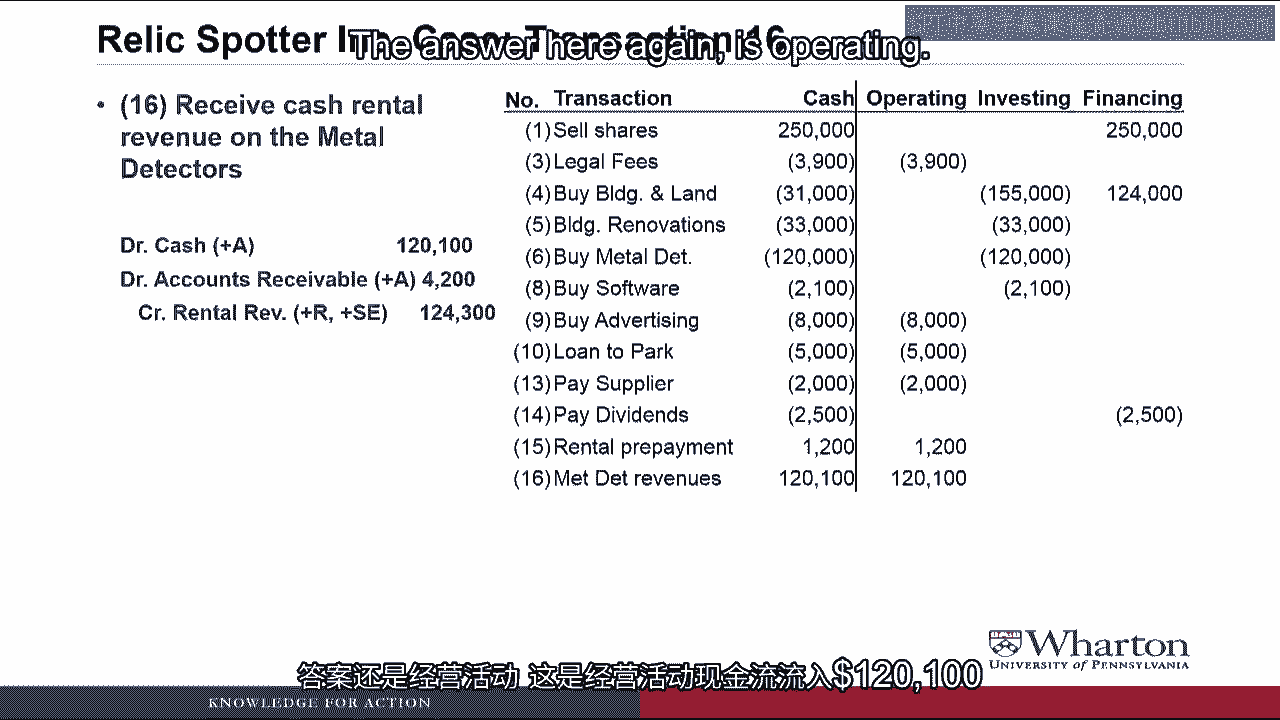 Relic Spotter Inc. Case: Transaction 16
The answer here again, is operating.
• (16) Receive cash rental
revenue on the Metal
Detectors
Dr. Cash (+A) 120,100
Dr. Accounts Receivable (+A) 4,200
Cr. Rental Rev. (+R, +SE) 124,300
No. Transaction Cash Operating Investing Financing
(1) Sell shares 250,000 250,000
(3) Legal Fees (3,900) (3,900)
(4) Buy Bldg. & Land (31,000) (155,000) 124,000
(5) Bldg. Renovations (33,000) (33,000)
(6) Buy Metal Det. (120,000) (120,000)
(8) Buy Software (2,100) (2,100)
(9) Buy Advertising (8,000) (8,000)
(10) Loan to Park (5,000) (5,000)
(13) Pay Supplier (2,000) (2,000)
(14) Pay Dividends (2,500) (2,500)
(15) Rental prepayment 1,200 1,200
(16) Met Det revenues 120,100 120,100
Wharton
UNIVERSITY of PENNSYLVANIA
答案还是经营活动 这是经营活动现金流流入$120,100
KNOWLEDGE FOR ACTION